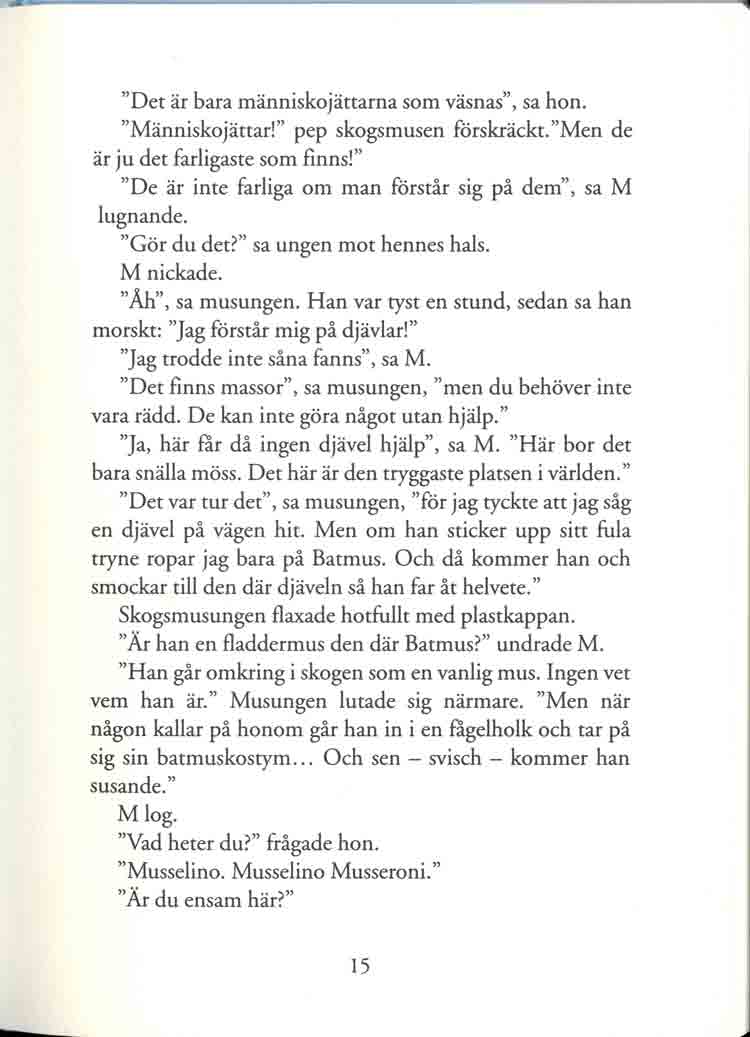 ”Det är bara människojättarna som väsnas”, sa hon.
”Människojättar!” pep skogsmusen förskräckt.”Men de
är ju det farligaste som finns!”
”De är inte farliga om man förstår sig på dem”, sa M
lugnande.
”Gör du det?” sa ungen mot hennes hals.
M nickade.
”Åh”, sa musungen. Han var tyst en stund, sedan sa han
morskt: ”Jag förstår mig på djävlar!”
”Jag trodde inte såna fanns”, sa M.
”Det finns massor”, sa musungen, ”men du behöver inte
vara rädd. De kan inte göra något utan hjälp.”
”Ja, här får då ingen djävel hjälp”, sa M. ”Här bor det
bara snälla möss. Det här är den tryggaste platsen i världen.”
”Det var tur det”, sa musungen, ”för jag tyckte att jag såg
en djävel på vägen hit. Men om han sticker upp sitt fula
tryne ropar jag bara på Batmus. Och då kommer han och
smockar till den där djäveln så han far åt helvete.”
Skogsmusungen flaxade hotfullt med plastkappan.
”Är han en fladdermus den där Batmus?” undrade M.
”Han går omkring i skogen som en vanlig mus. Ingen vet
vem han är.” Musungen lutade sig närmare. ”Men när
någon kallar på honom går han in i en fågelholk och tar på
sig sin batmuskostym… Och sen – svisch – kommer han
susande.”
M log.
”Vad heter du?” frågade hon.
”Musselino. Musselino Musseroni.”
”Är du ensam här?”
15